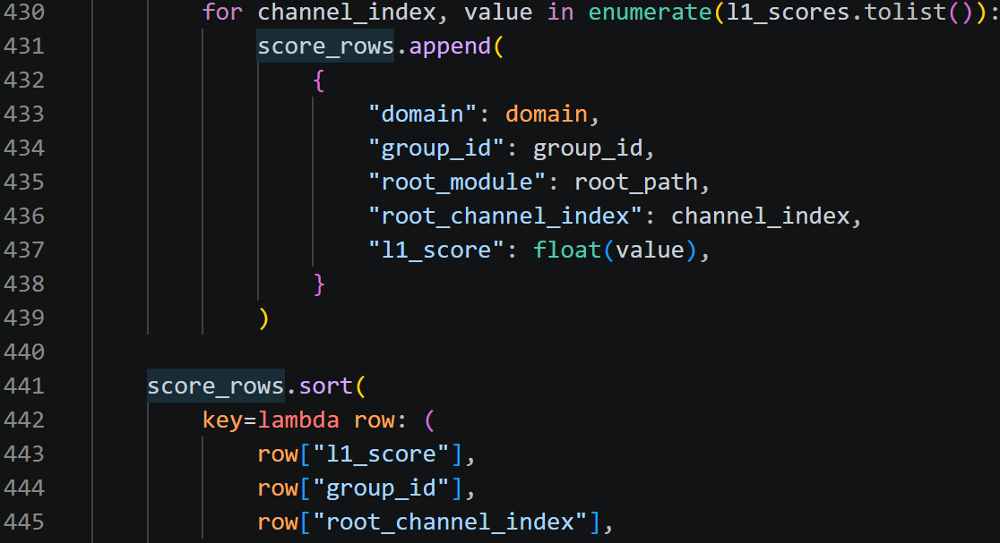 430 for channel_index, value in enumerate(l1_scores.tolist()):
431 score_rows.append(
432 {
433 "domain": domain,
434 "group_id": group_id,
435 "root_module": root_path,
436 "root_channel_index": channel_index,
437 "l1_score": float(value),
438 }
439 )
440
441 score_rows.sort(
442 key=lambda row: (
443 row["l1_score"],
444 row["group_id"],
445 row["root_channel_index"],